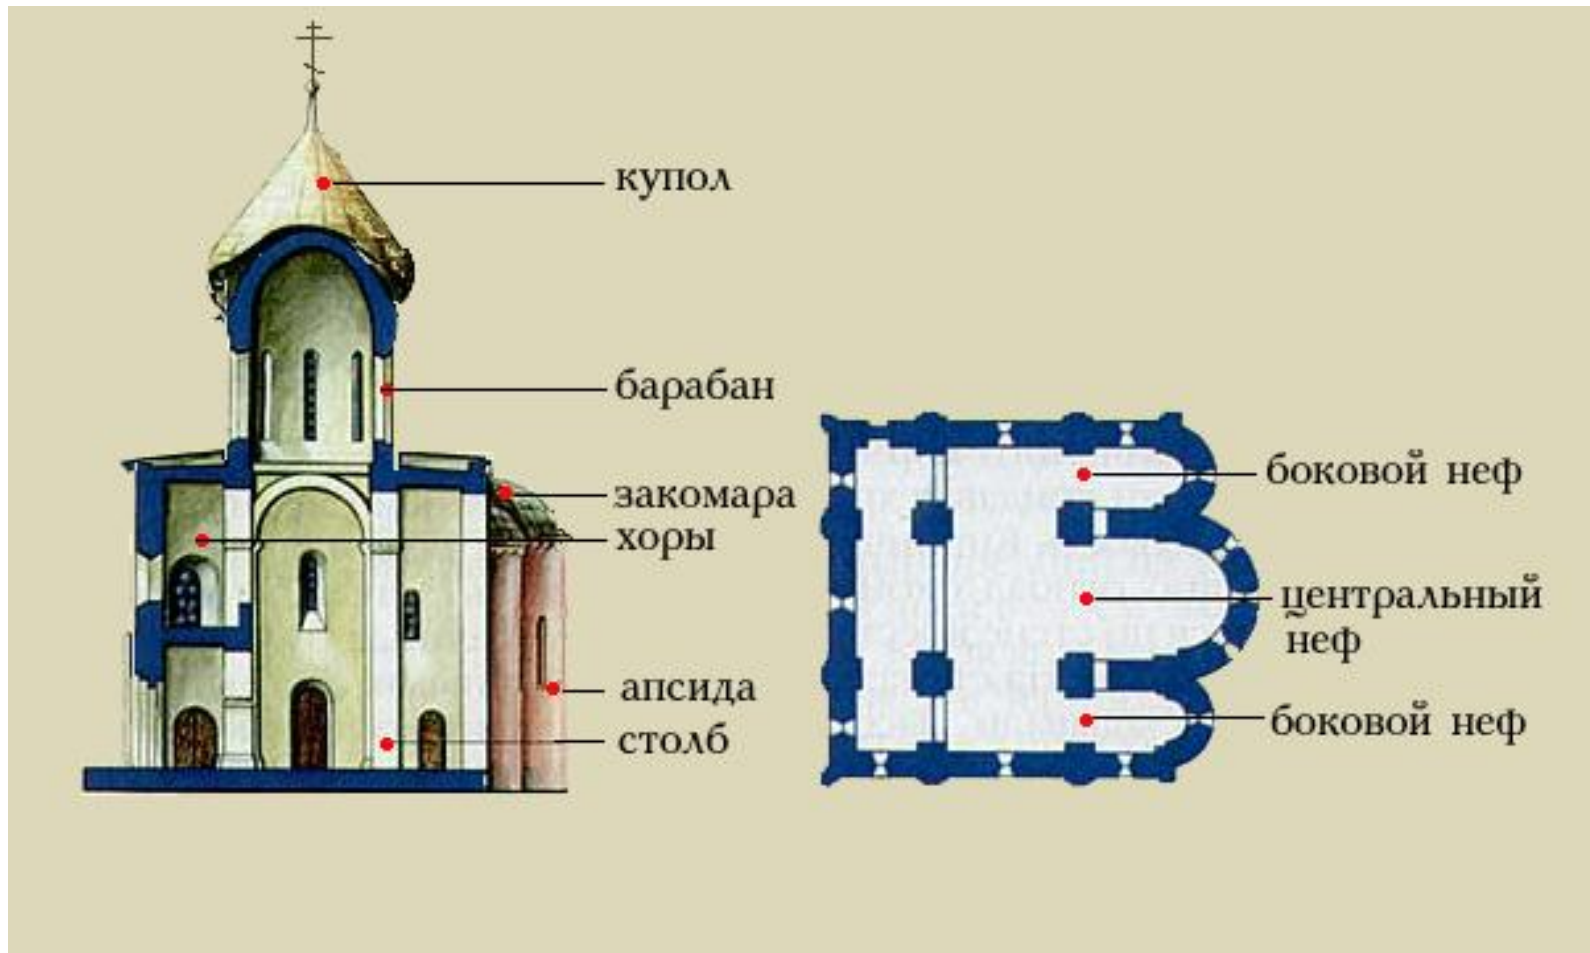 купол
барабан
закомара
хоры
апсида
столб
боковой неф
центральный
неф
боковой неф